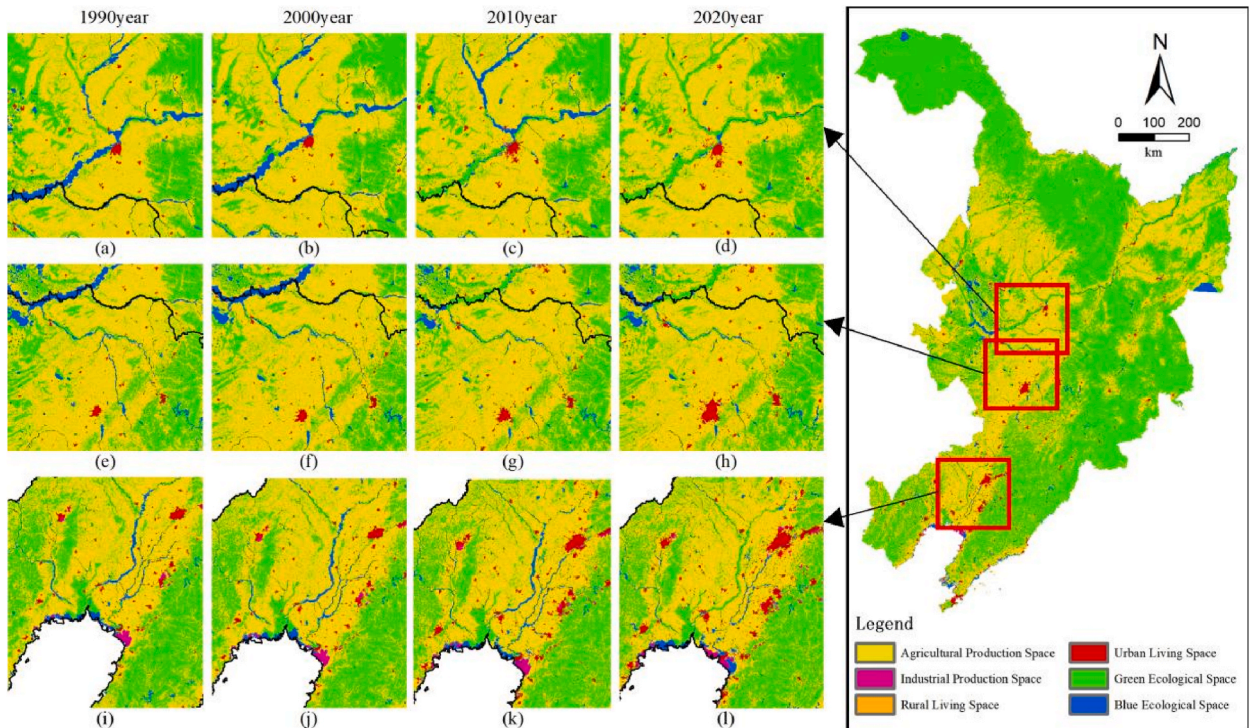 1990year 2000year 2010year 2020year
(a) (b) (c) (d)
(e) (f) (g) (h)
(i) (j) (k) (l)
N
0 100 200
km
Legend
Agricultural Production Space
Urban Living Space
Industrial Production Space
Green Ecological Space
Rural Living Space
Blue Ecological Space